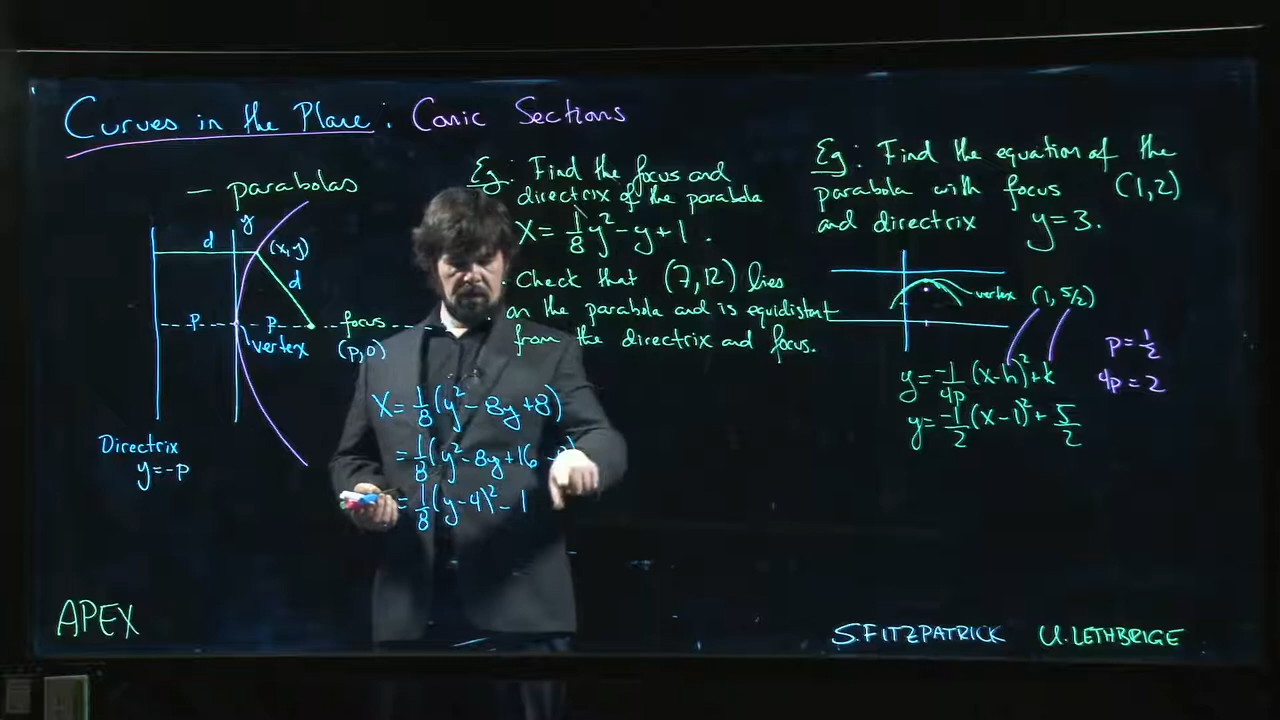 Curves in the Plane: Conic Sections
— parabolas
y
d
(x, y)
d
p
p
focus
vertex
(p, 0)
Directrix
y = -p
Eg: Find the focus and
directrix of the parabola
x = 1/8 y² - y + 1.
· Check that (7, 12) lies
on the parabola and is equidistant
from the directrix and focus.
x = 1/8 (y² - 8y + 8)
= 1/8 (y² - 8y + 16
= 1/8 (y - 4)² - 1
Eg: Find the equation of the
parabola with focus (1, 2)
and directrix y = 3.
vertex (1, 5/2)
p = 1/2
4p = 2
y = -1/4p (x - h)² + k
y = -1/2 (x - 1)² + 5/2
APEX
S. FITZPATRICK U. LETHBRIGE